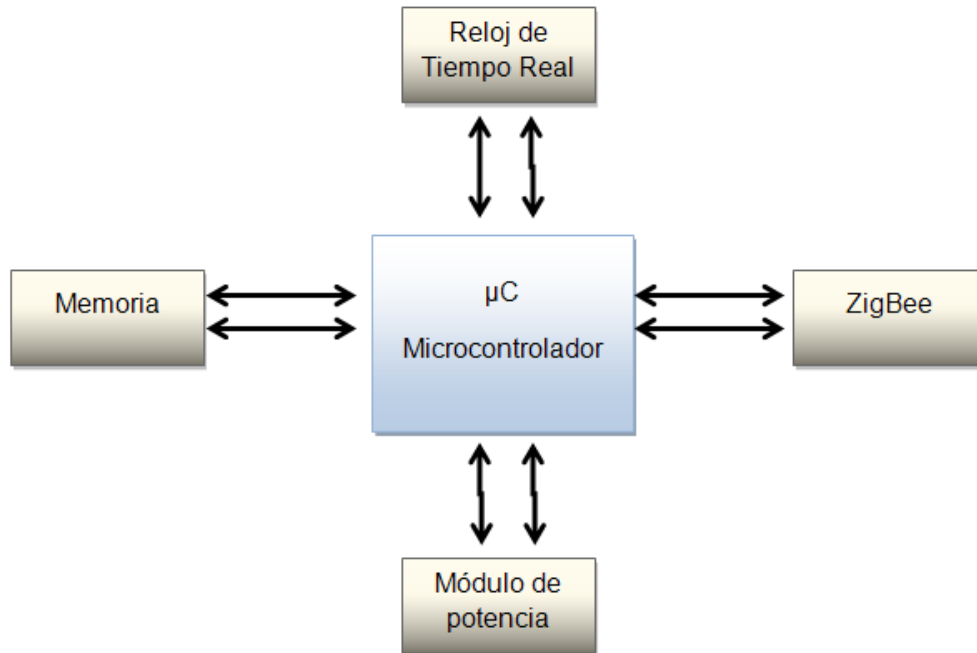 Reloj de
Tiempo Real
Memoria
µC
Microcontrolador
ZigBee
Módulo de
potencia